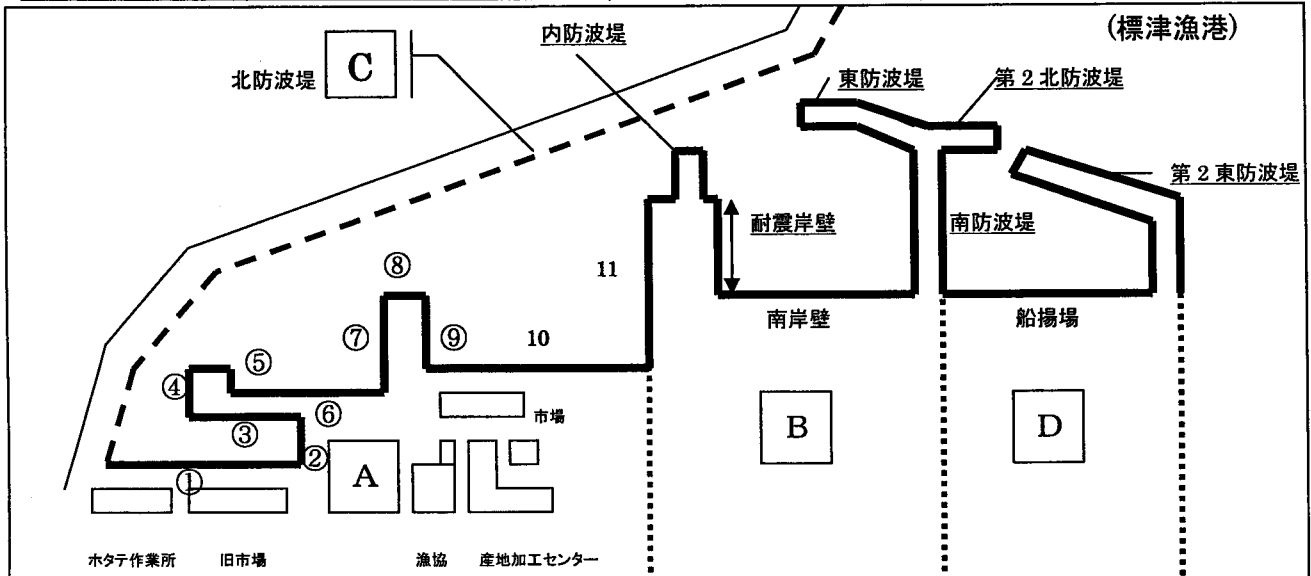 (標津漁港)
内防波堤
北防波堤
C
東防波堤
第2北防波堤
第2東防波堤
耐震岸壁
南防波堤
⑧
11
南岸壁
船揚場
⑦
⑨
10
⑤
④
⑥
市場
③
②
A
B
D
①
ホタテ作業所
旧市場
漁協
産地加工センター